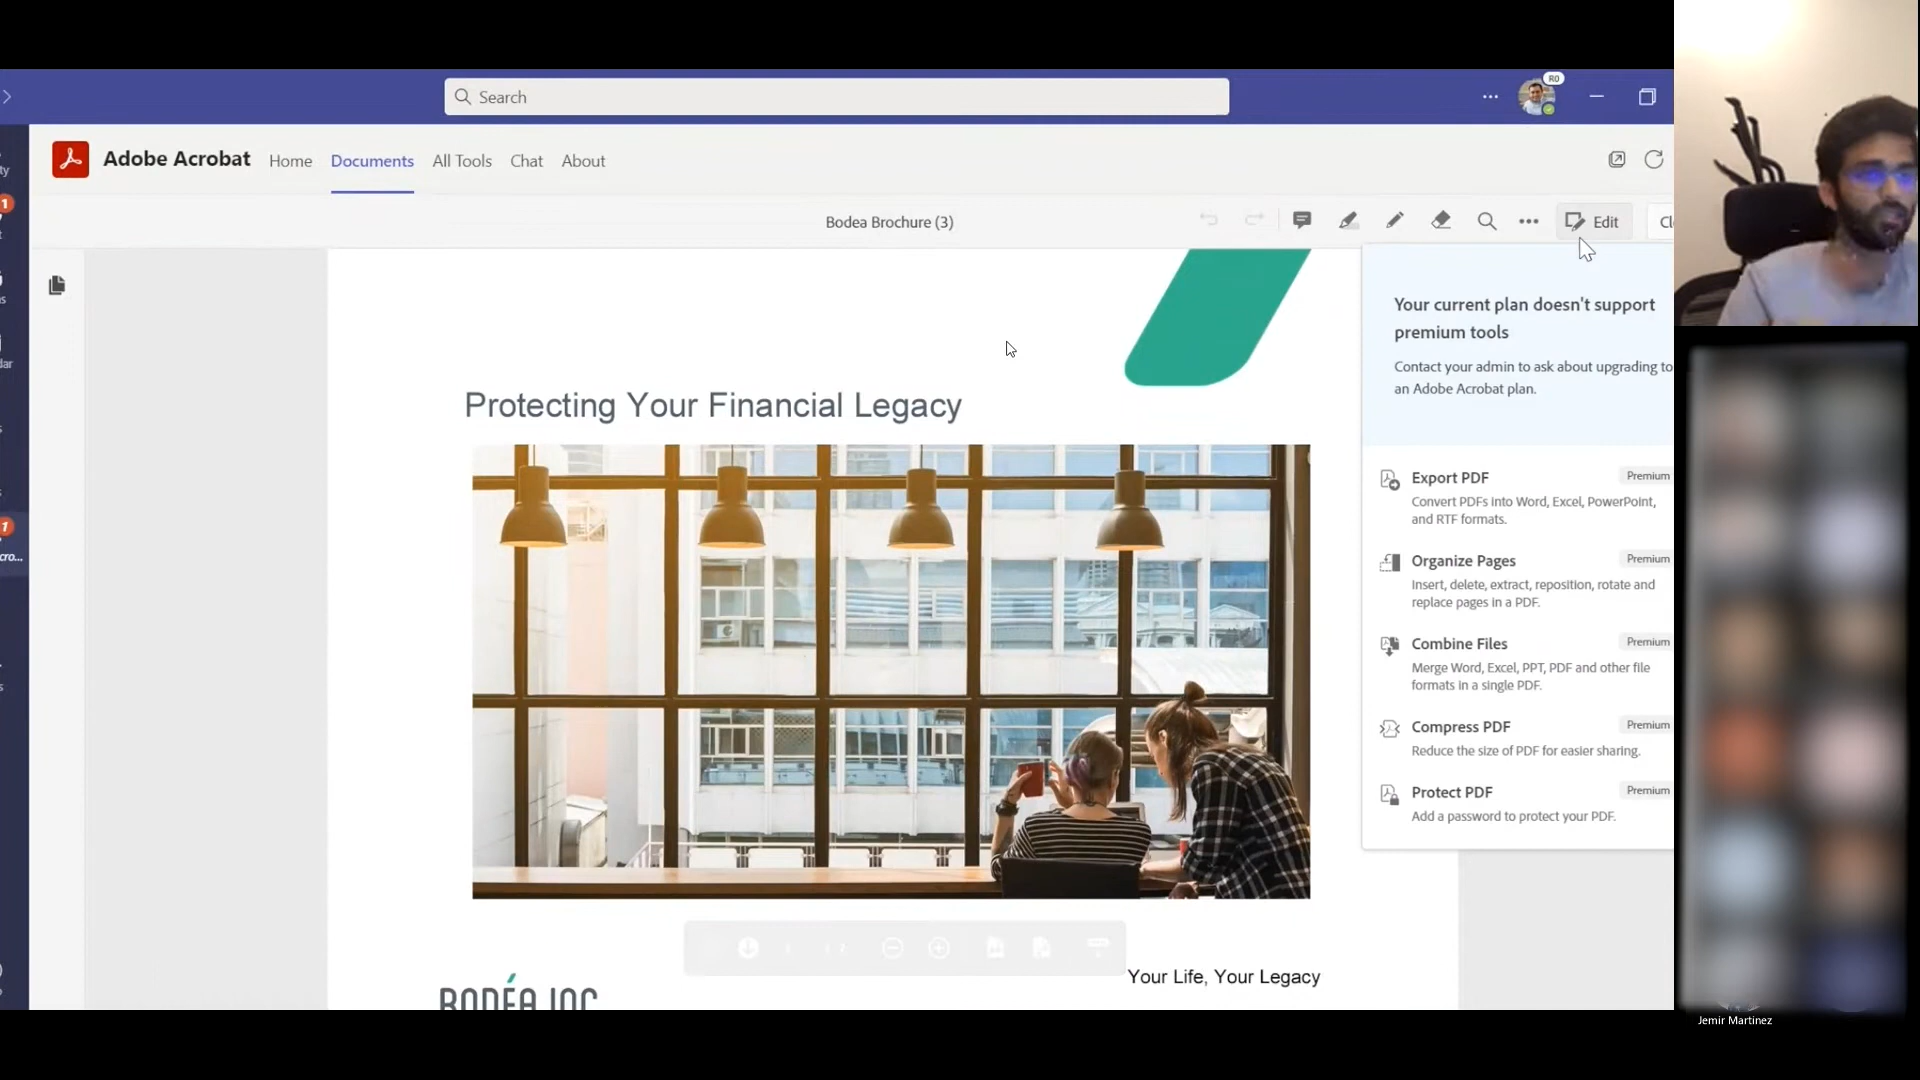 Search
R0
Adobe Acrobat
Home
Documents
All Tools
Chat
About
Bodea Brochure (3)
Edit
Your current plan doesn't support
premium tools
Contact your admin to ask about upgrading to
an Adobe Acrobat plan.
Protecting Your Financial Legacy
Export PDF
Premium
Convert PDFs into Word, Excel, PowerPoint,
and RTF formats.
Organize Pages
Premium
Insert, delete, extract, reposition, rotate and
replace pages in a PDF.
Combine Files
Premium
Merge Word, Excel, PPT, PDF and other file
formats in a single PDF.
Compress PDF
Premium
Reduce the size of PDF for easier sharing.
Protect PDF
Premium
Add a password to protect your PDF.
Your Life, Your Legacy
BODÉA INC
Jemir Martinez
1
1